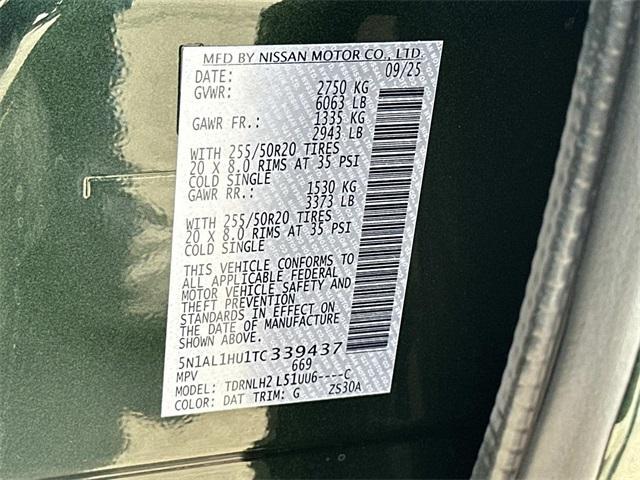 MFD BY NISSAN MOTOR CO., LTD.
DATE: 09/25
GVWR: 2750 KG
6063 LB
GAWR FR.: 1335 KG
2943 LB
WITH 255/50R20 TIRES
20 X 8.0 RIMS AT 35 PSI
COLD SINGLE
GAWR RR.: 1530 KG
3373 LB
WITH 255/50R20 TIRES
20 X 8.0 RIMS AT 35 PSI
COLD SINGLE
THIS VEHICLE CONFORMS TO
ALL APPLICABLE FEDERAL
MOTOR VEHICLE SAFETY AND
THEFT PREVENTION
STANDARDS IN EFFECT ON
THE DATE OF MANUFACTURE
SHOWN ABOVE.
5N1AL1HU1TC339437
MPV 669
MODEL: TDRNLH2 L51UU6----C
COLOR: DAT TRIM: G ZS30A